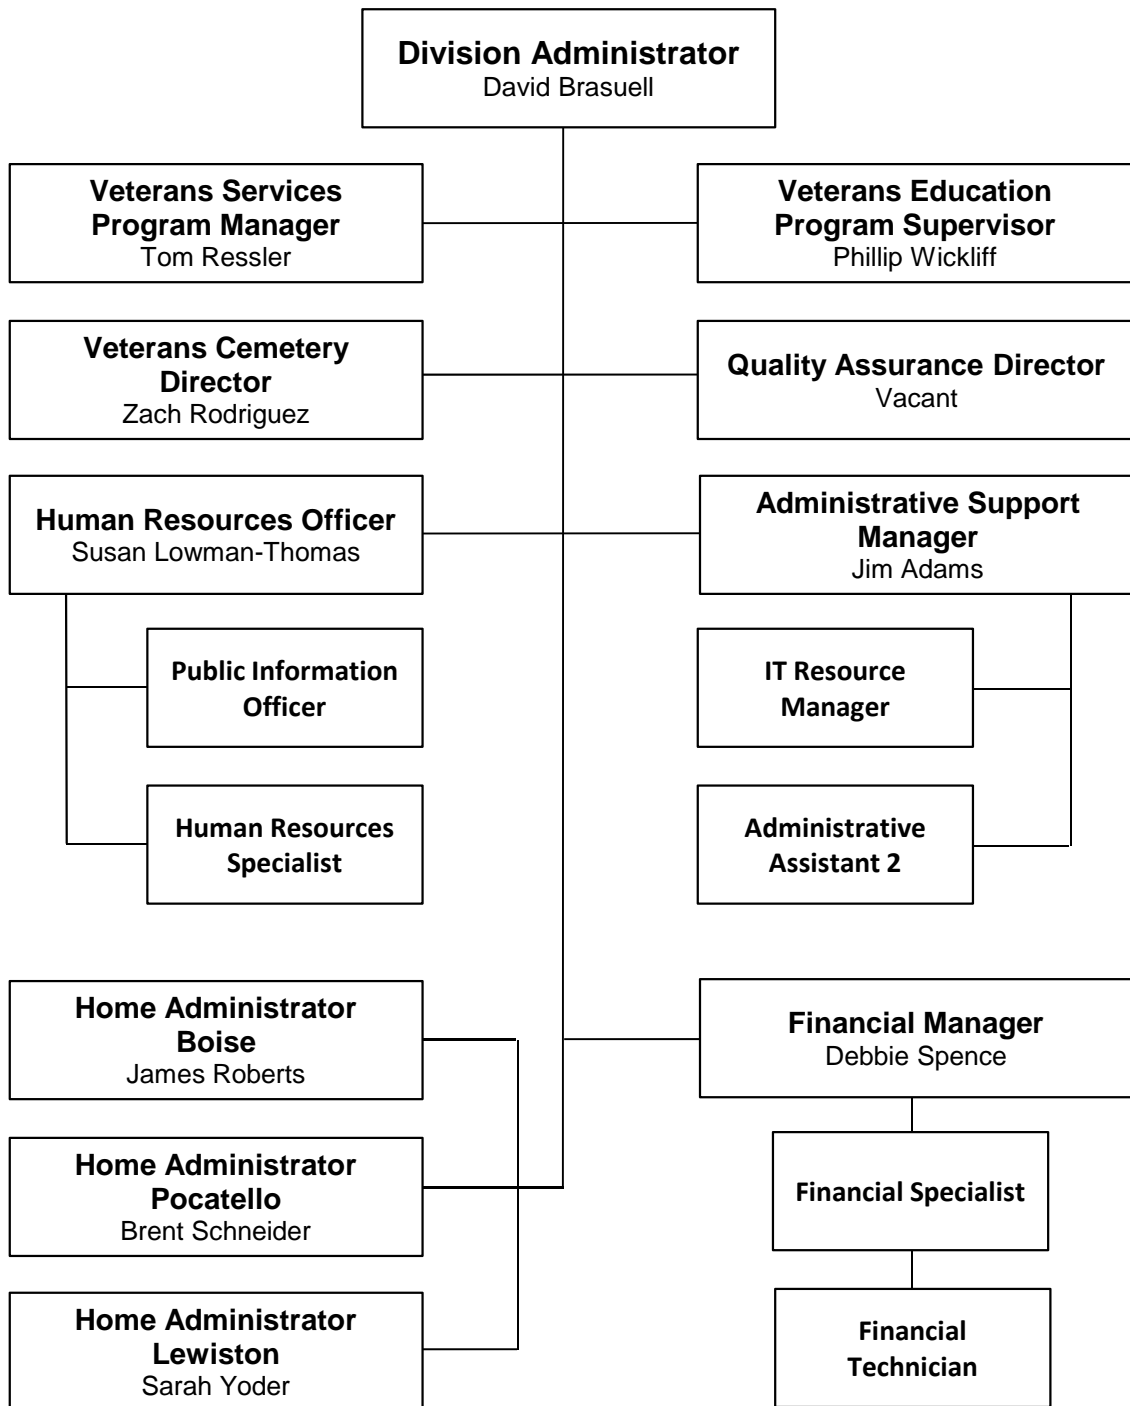 Division Administrator
David Brasuell
Veterans Services
Program Manager
Tom Ressler
Veterans Education
Program Supervisor
Phillip Wickliff
Veterans Cemetery
Director
Zach Rodriguez
Quality Assurance Director
Vacant
Human Resources Officer
Susan Lowman-Thomas
Administrative Support
Manager
Jim Adams
Public Information
Officer
IT Resource
Manager
Human Resources
Specialist
Administrative
Assistant 2
Home Administrator
Boise
James Roberts
Financial Manager
Debbie Spence
Home Administrator
Pocatello
Brent Schneider
Financial Specialist
Home Administrator
Lewiston
Sarah Yoder
Financial
Technician